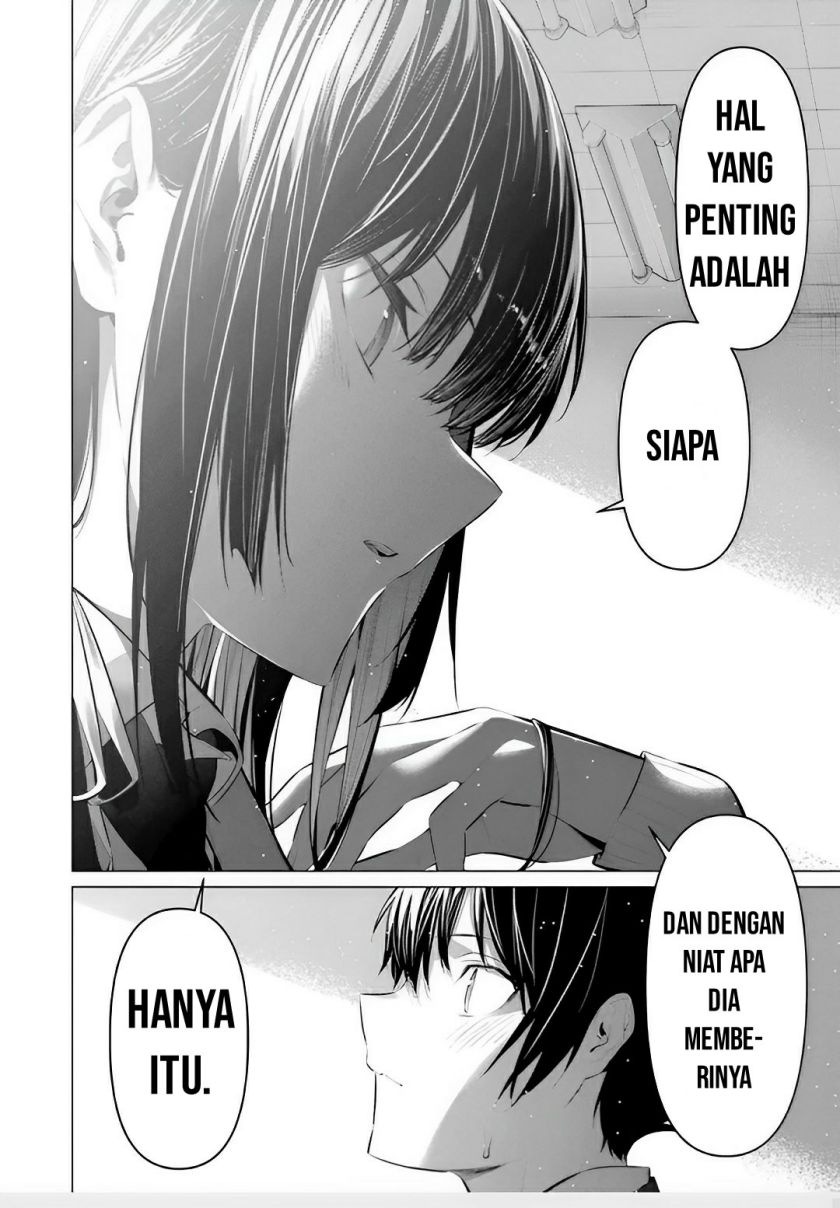 HAL
YANG
PENTING
ADALAH
SIAPA
DAN DENGAN
NIAT APA
DIA
MEMBE-
RINYA
HANYA
ITU.